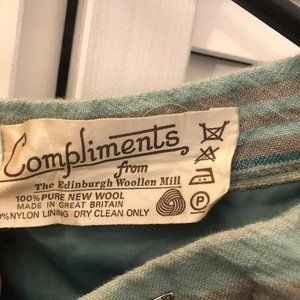 Compliments
from
The Edinburgh Woollen Mill
100% PURE NEW WOOL
MADE IN GREAT BRITAIN
0% NYLON LINING DRY CLEAN ONLY
P